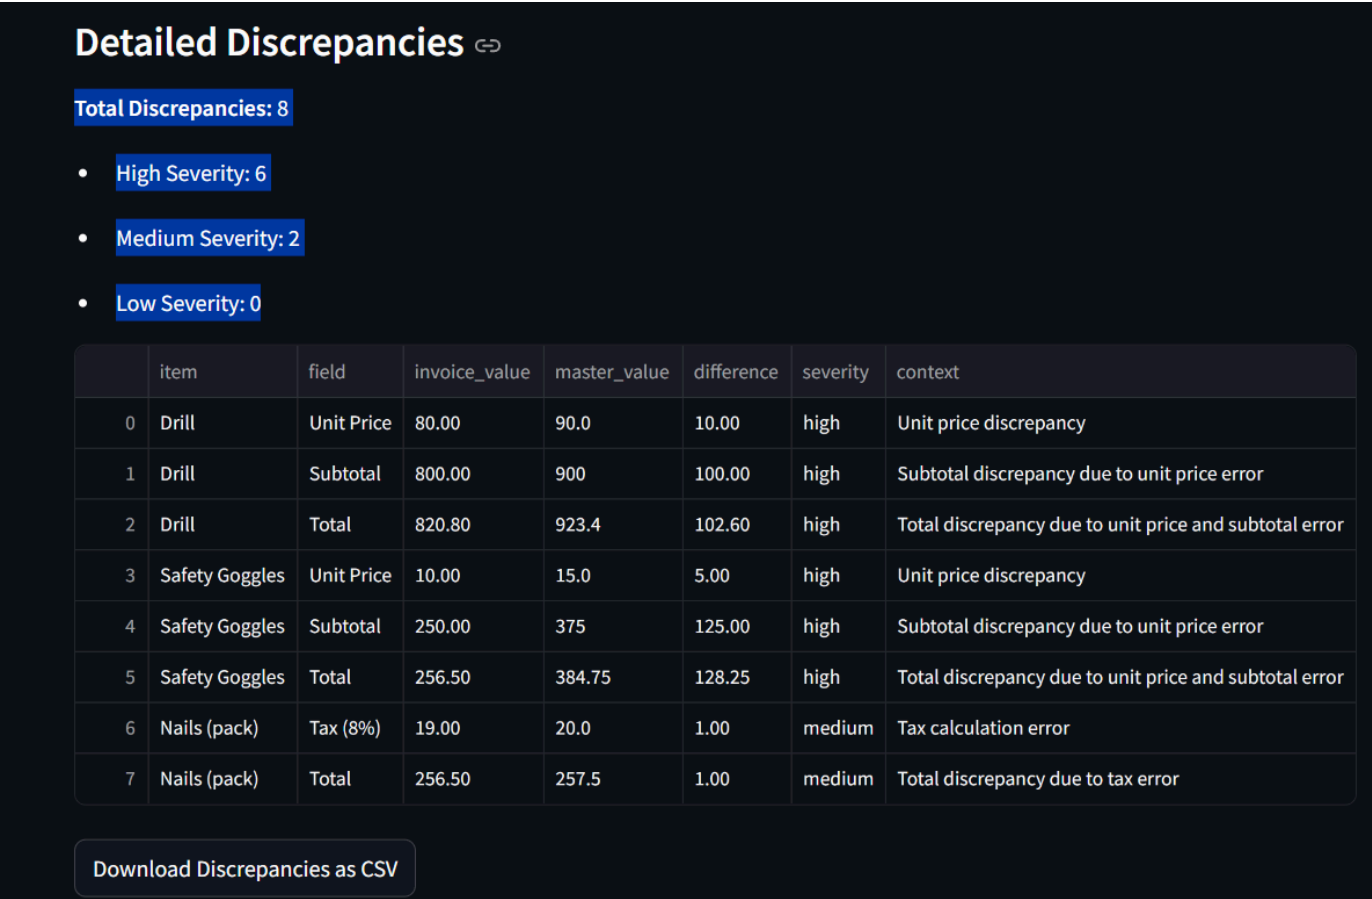 Detailed Discrepancies
Total Discrepancies: 8
• High Severity: 6
• Medium Severity: 2
• Low Severity: 0
item field invoice_value master_value difference severity context
0 Drill Unit Price 80.00 90.0 10.00 high Unit price discrepancy
1 Drill Subtotal 800.00 900 100.00 high Subtotal discrepancy due to unit price error
2 Drill Total 820.80 923.4 102.60 high Total discrepancy due to unit price and subtotal error
3 Safety Goggles Unit Price 10.00 15.0 5.00 high Unit price discrepancy
4 Safety Goggles Subtotal 250.00 375 125.00 high Subtotal discrepancy due to unit price error
5 Safety Goggles Total 256.50 384.75 128.25 high Total discrepancy due to unit price and subtotal error
6 Nails (pack) Tax (8%) 19.00 20.0 1.00 medium Tax calculation error
7 Nails (pack) Total 256.50 257.5 1.00 medium Total discrepancy due to tax error
Download Discrepancies as CSV